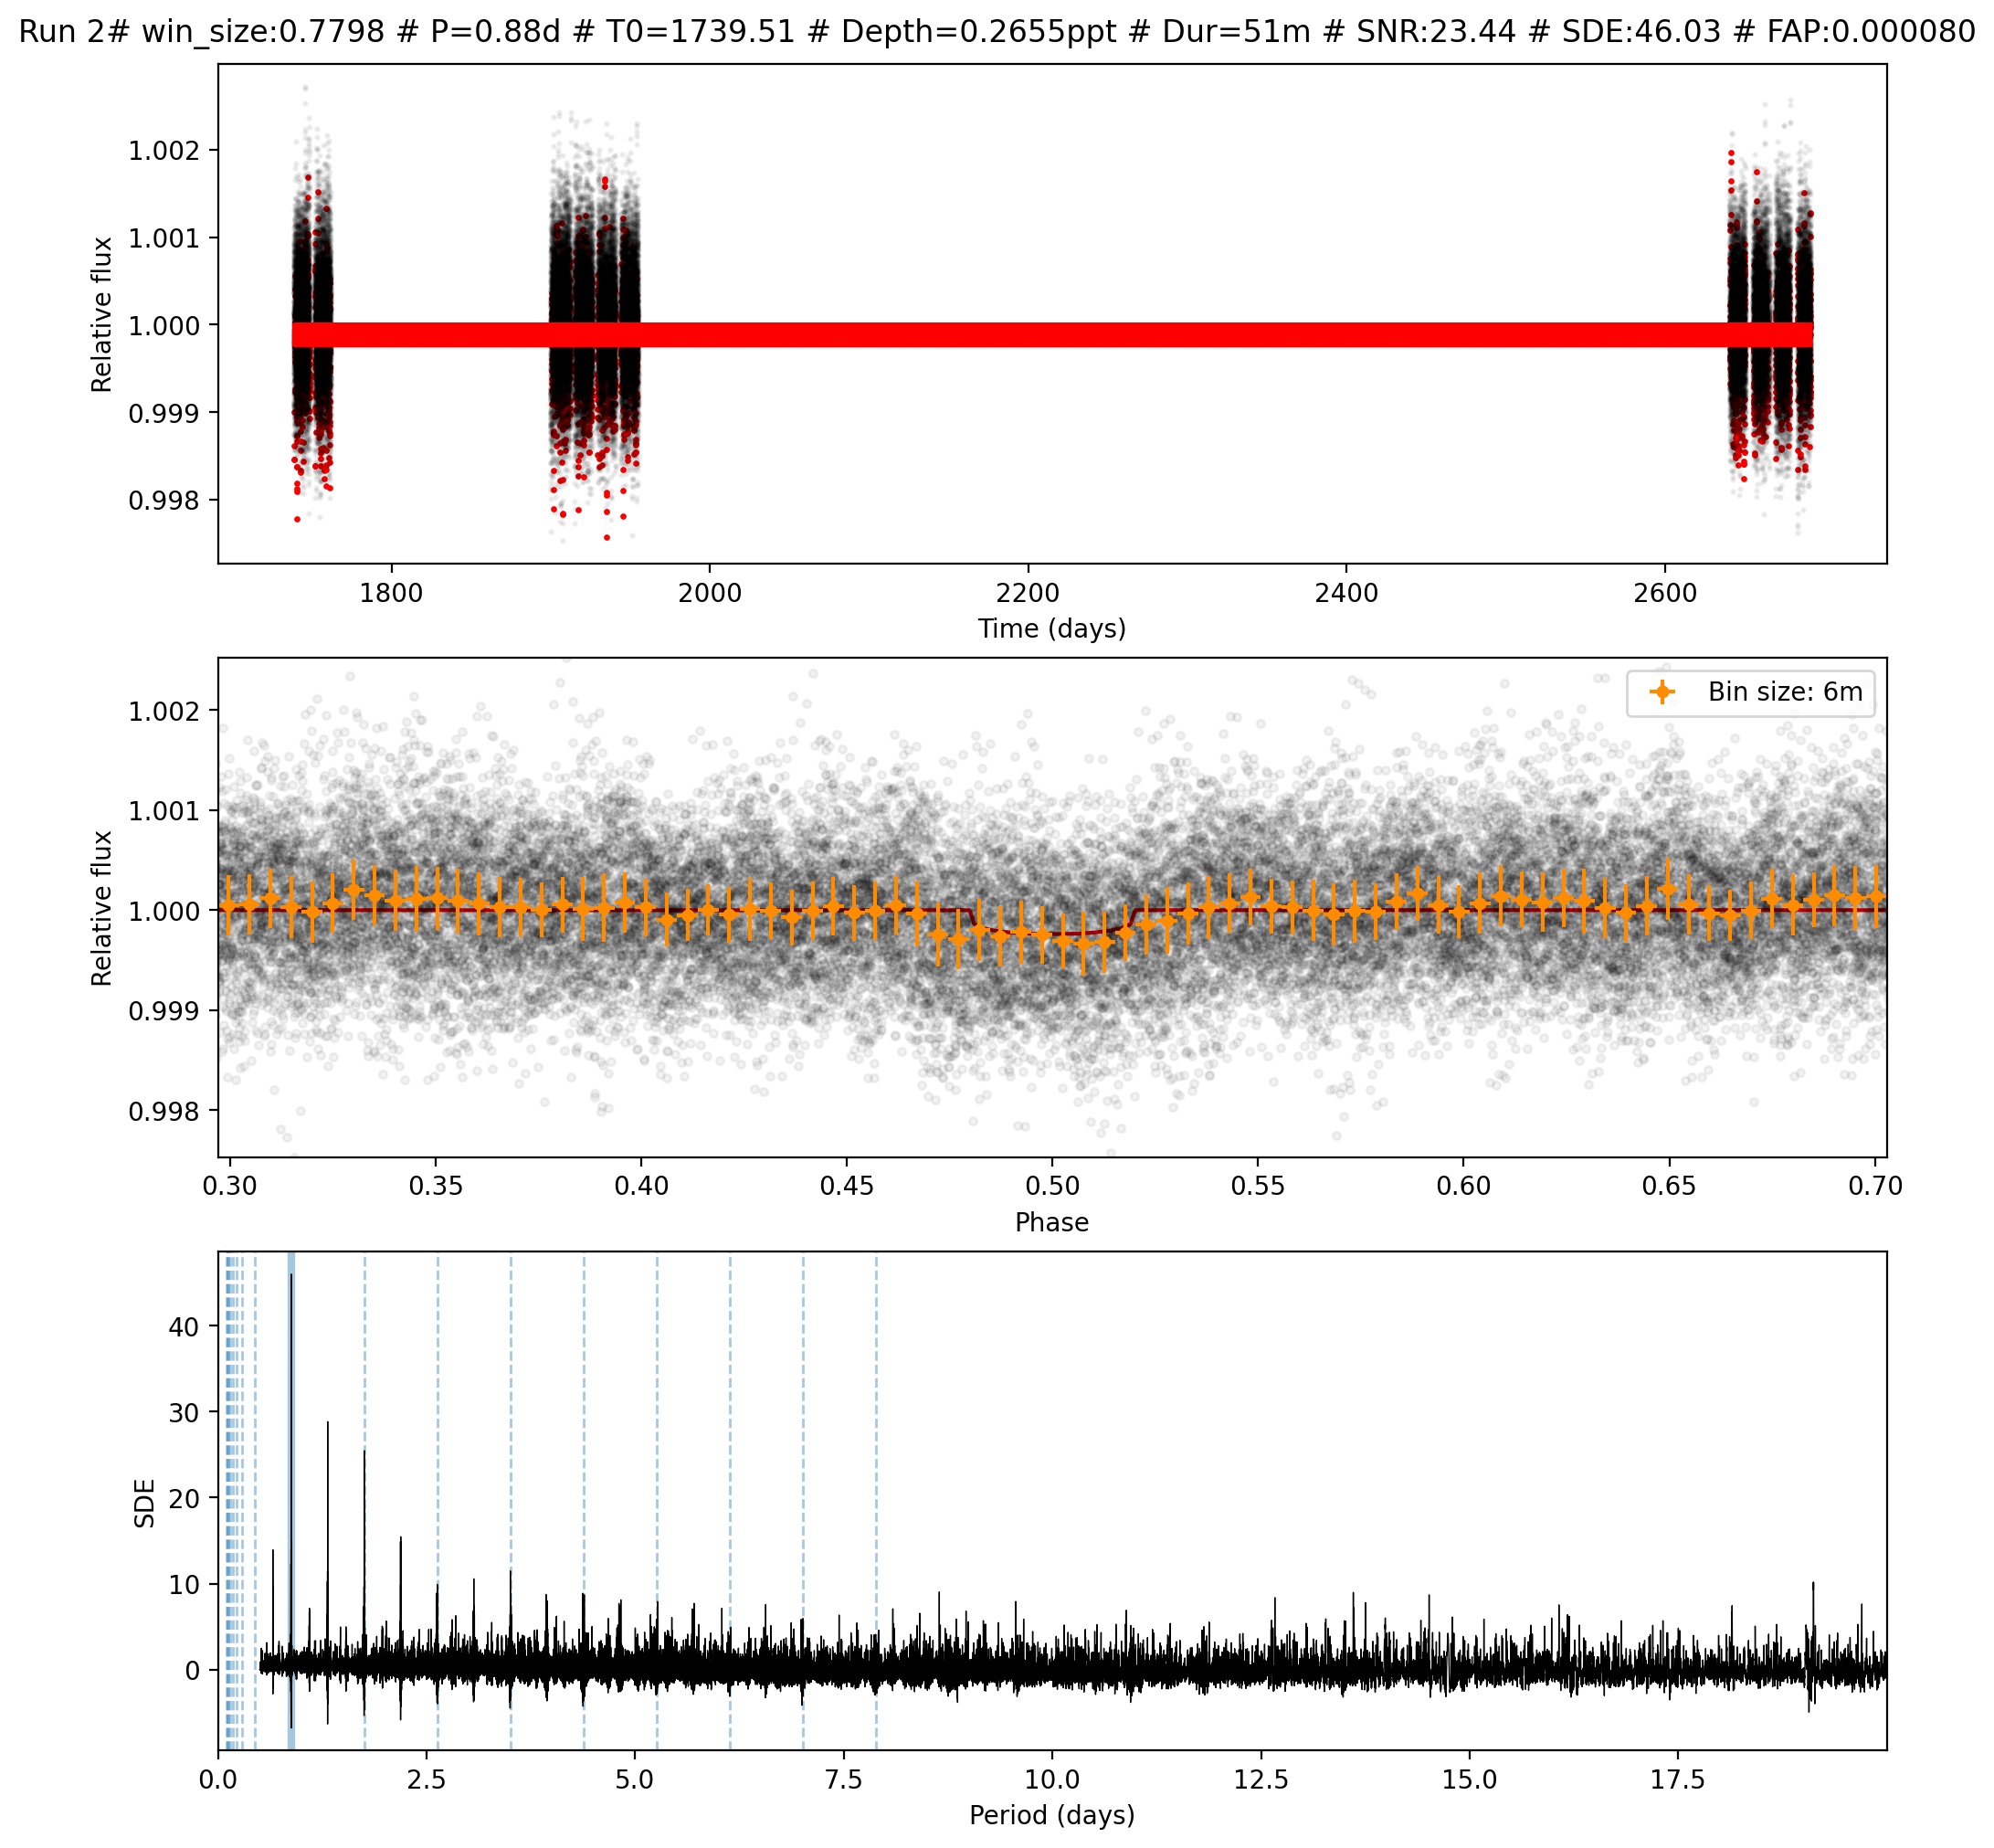 Run 2# win_size:0.7798 # P=0.88d # T0=1739.51 # Depth=0.2655ppt # Dur=51m # SNR:23.44 # SDE:46.03 # FAP:0.000080
1.002
1.001
1.000
0.999
0.998
Relative flux
1800 2000 2200 2400 2600
Time (days)
Bin size: 6m
1.002
1.001
1.000
0.999
0.998
Relative flux
0.30 0.35 0.40 0.45 0.50 0.55 0.60 0.65 0.70
Phase
40
30
20
10
0
SDE
0.0 2.5 5.0 7.5 10.0 12.5 15.0 17.5
Period (days)